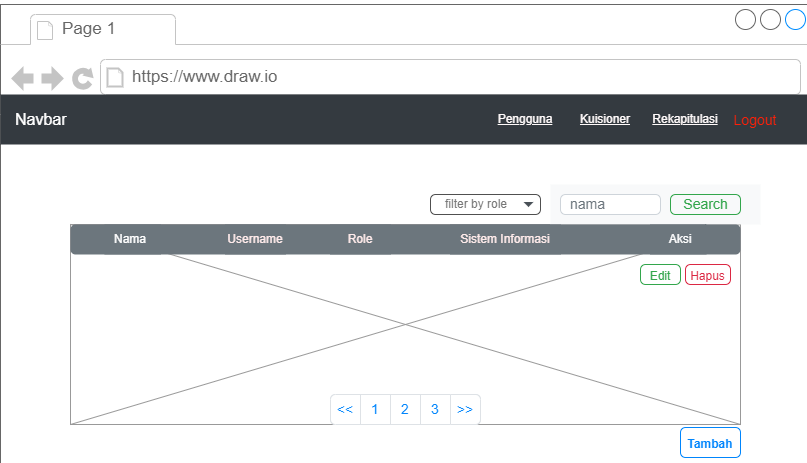 Page 1
https://www.draw.io
Navbar Pengguna Kuisioner Rekapitulasi Logout
filter by role nama Search
Nama Username Role Sistem Informasi Aksi
Edit Hapus
<< 1 2 3 >>
Tambah